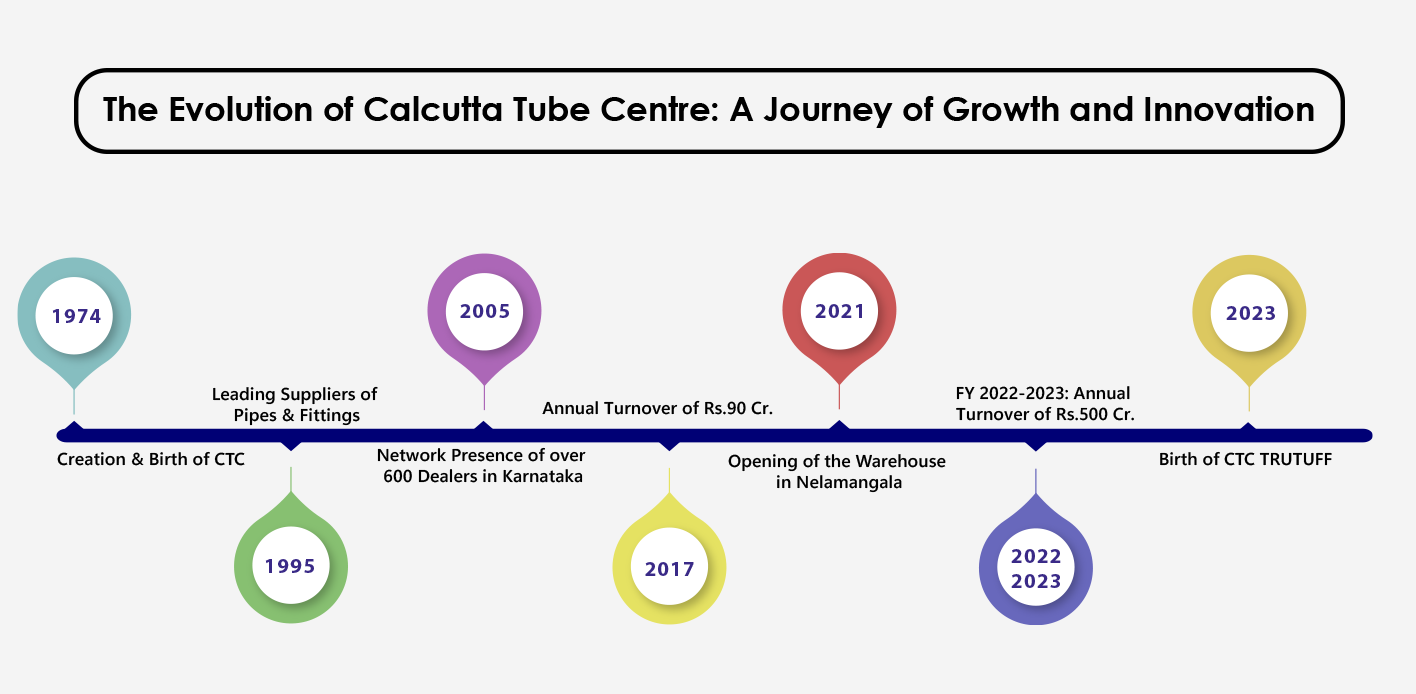 The Evolution of Calcutta Tube Centre: A Journey of Growth and Innovation
1974
Creation & Birth of CTC
Leading Suppliers of
Pipes & Fittings
1995
2005
Network Presence of over
600 Dealers in Karnataka
Annual Turnover of Rs.90 Cr.
2017
2021
Opening of the Warehouse
in Nelamangala
FY 2022-2023: Annual
Turnover of Rs.500 Cr.
2022
2023
2023
Birth of CTC TRUTUFF